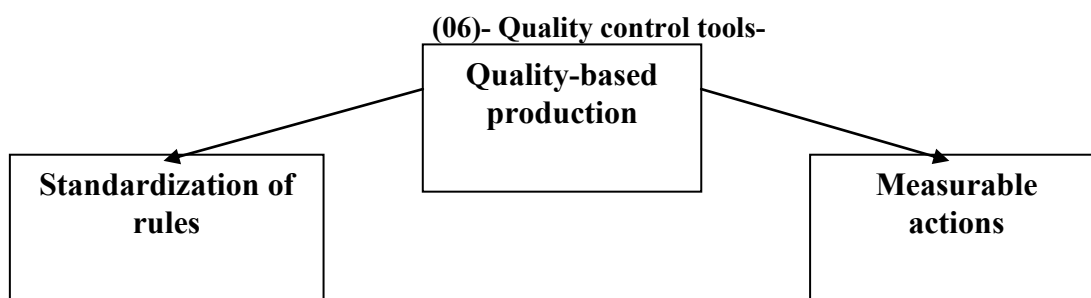 (06)- Quality control tools-
Quality-based
production
Standardization of
rules
Measurable
actions